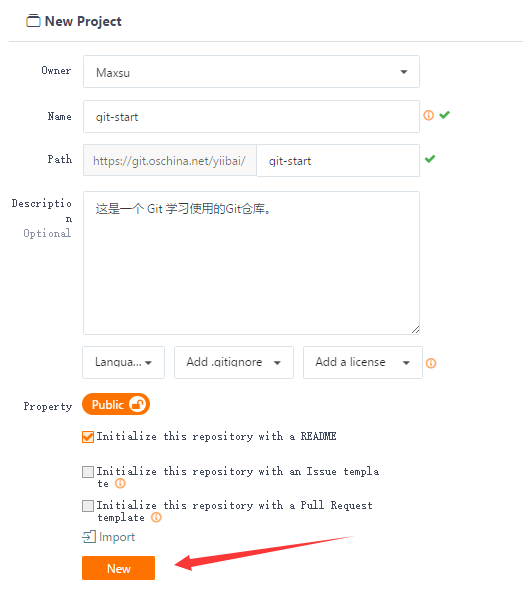 New Project
Owner
Maxsu
Name
git-start
Path
https://git.oschina.net/yiibai/
git-start
Descriptio
n
Optional
这是一个 Git 学习使用的Git仓库。
Langua...
Add .gitignore
Add a license
Property
Public
Initialize this repository with a README
Initialize this repository with an Issue templa
te
Initialize this repository with a Pull Request
template
Import
New